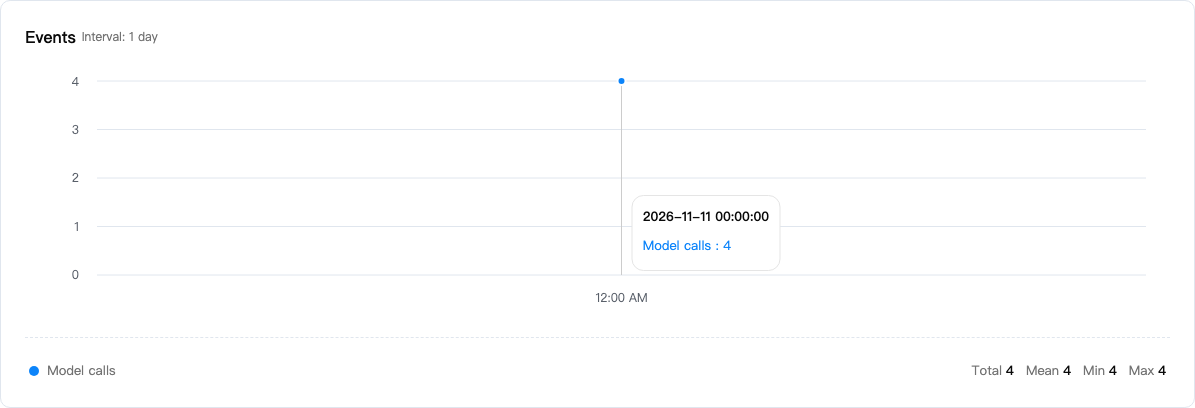 Events Interval: 1 day
4
3
2
1
0
2026-11-11 00:00:00
Model calls : 4
12:00 AM
Model calls
Total 4 Mean 4 Min 4 Max 4